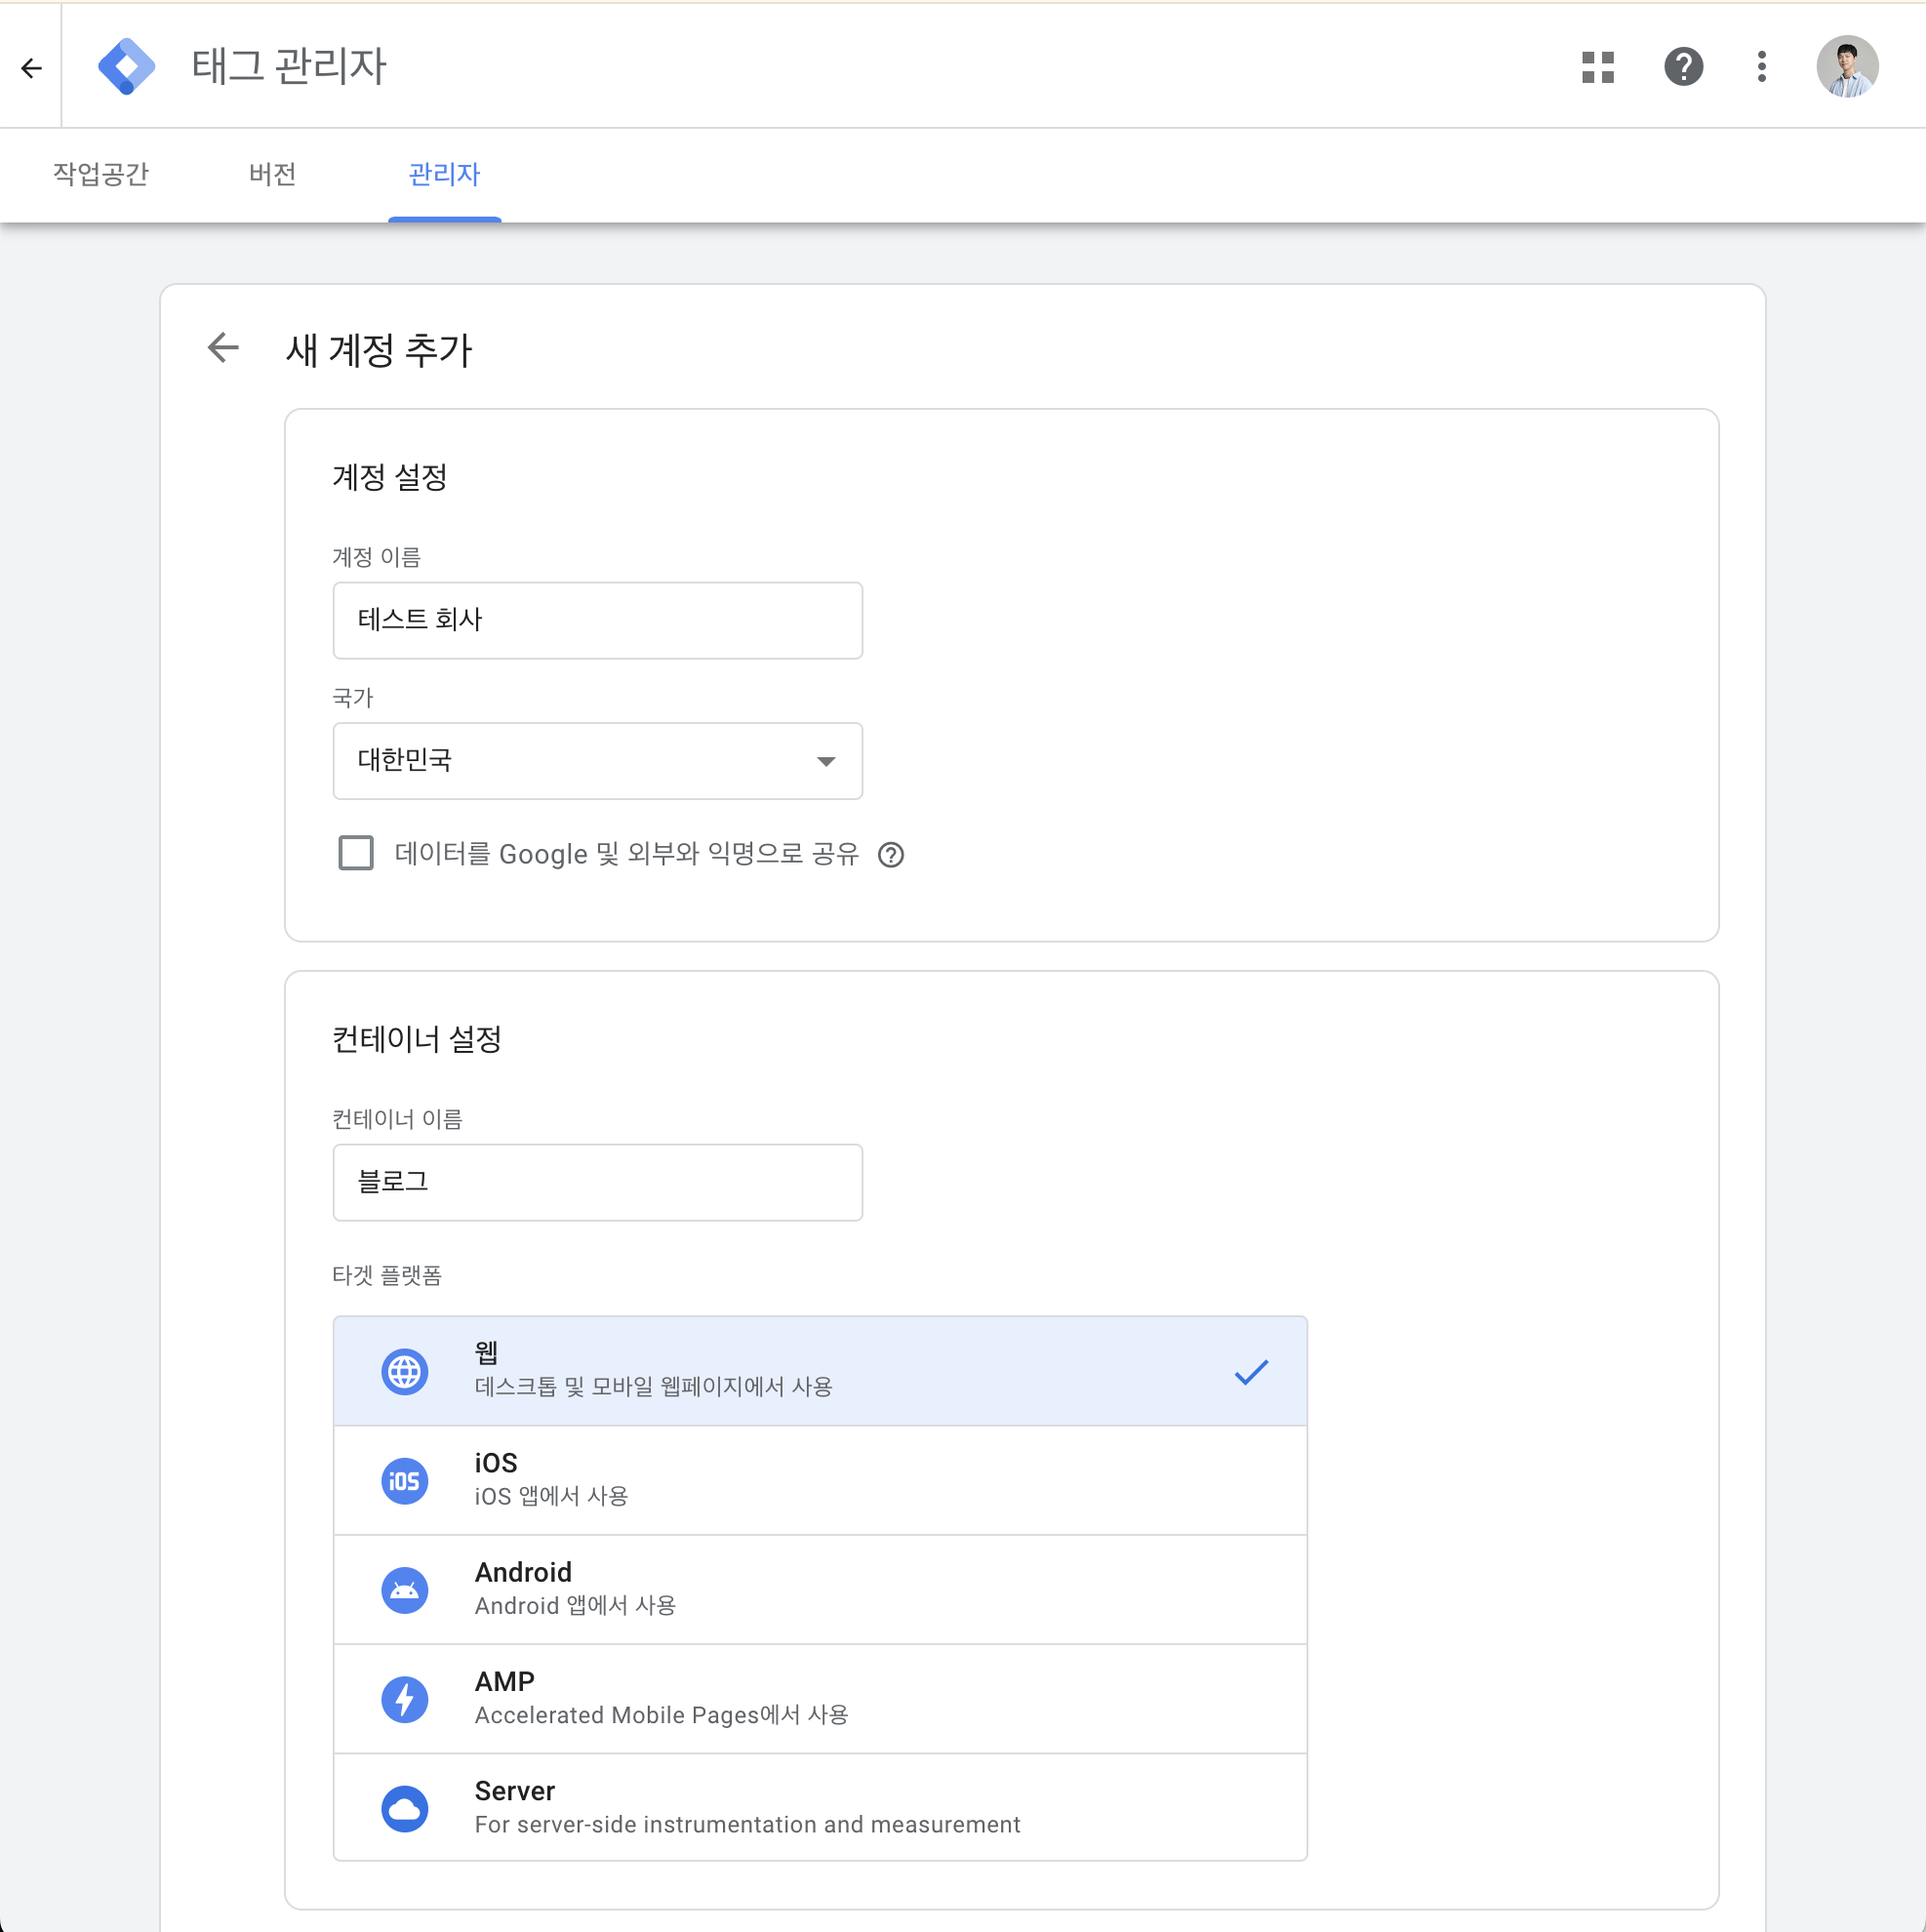 태그 관리자
작업공간
버전
관리자
새 계정 추가
계정 설정
계정 이름
테스트 회사
국가
대한민국
데이터를 Google 및 외부와 익명으로 공유
컨테이너 설정
컨테이너 이름
블로그
타겟 플랫폼
웹
데스크톱 및 모바일 웹페이지에서 사용
iOS
iOS
iOS 앱에서 사용
Android
Android 앱에서 사용
AMP
Accelerated Mobile Pages에서 사용
Server
For server-side instrumentation and measurement